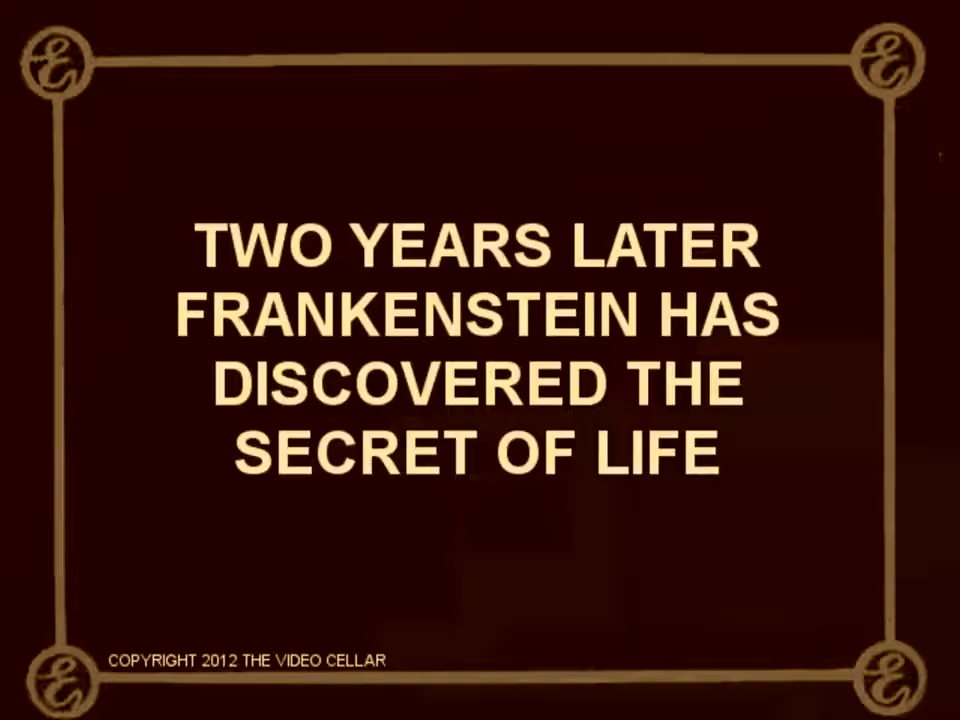 TWO YEARS LATER
FRANKENSTEIN HAS
DISCOVERED THE
SECRET OF LIFE
COPYRIGHT 2012 THE VIDEO CELLAR